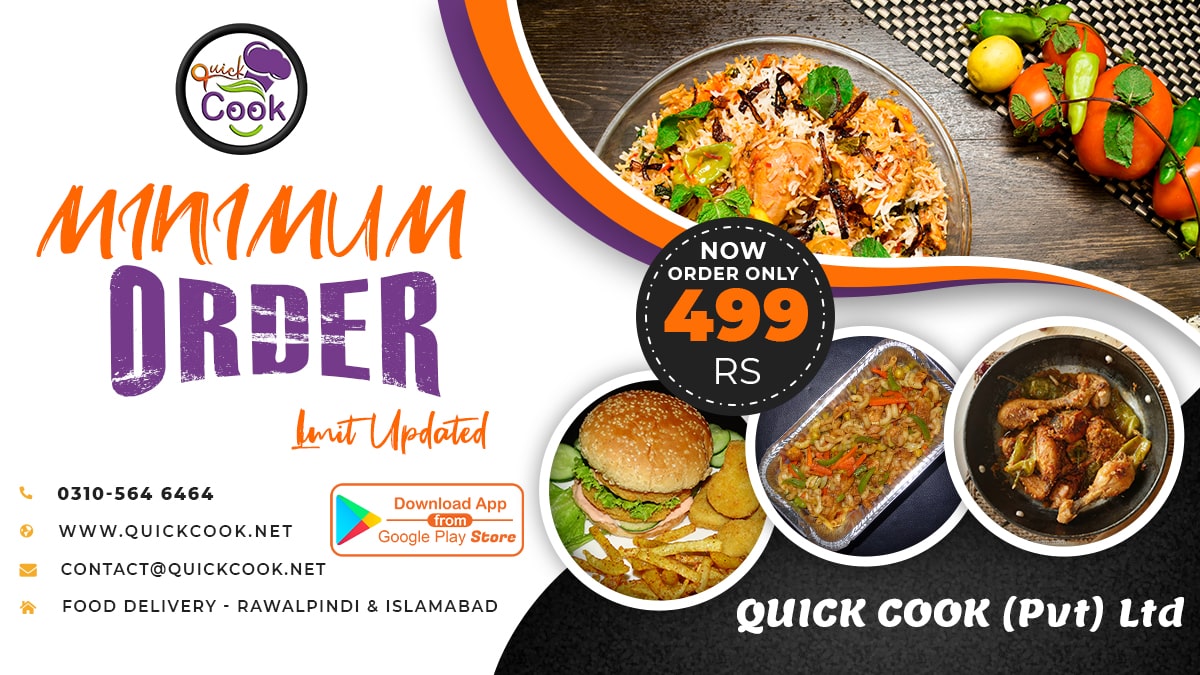 Quick
Cook
MINIMUM
ORDER
Limit Updated
0310-564 6464
WWW.QUICKCOOK.NET
CONTACT@QUICKCOOK.NET
FOOD DELIVERY - RAWALPINDI & ISLAMABAD
Download App
from
Google Play Store
NOW
ORDER ONLY
499
RS
QUICK COOK (Pvt) Ltd